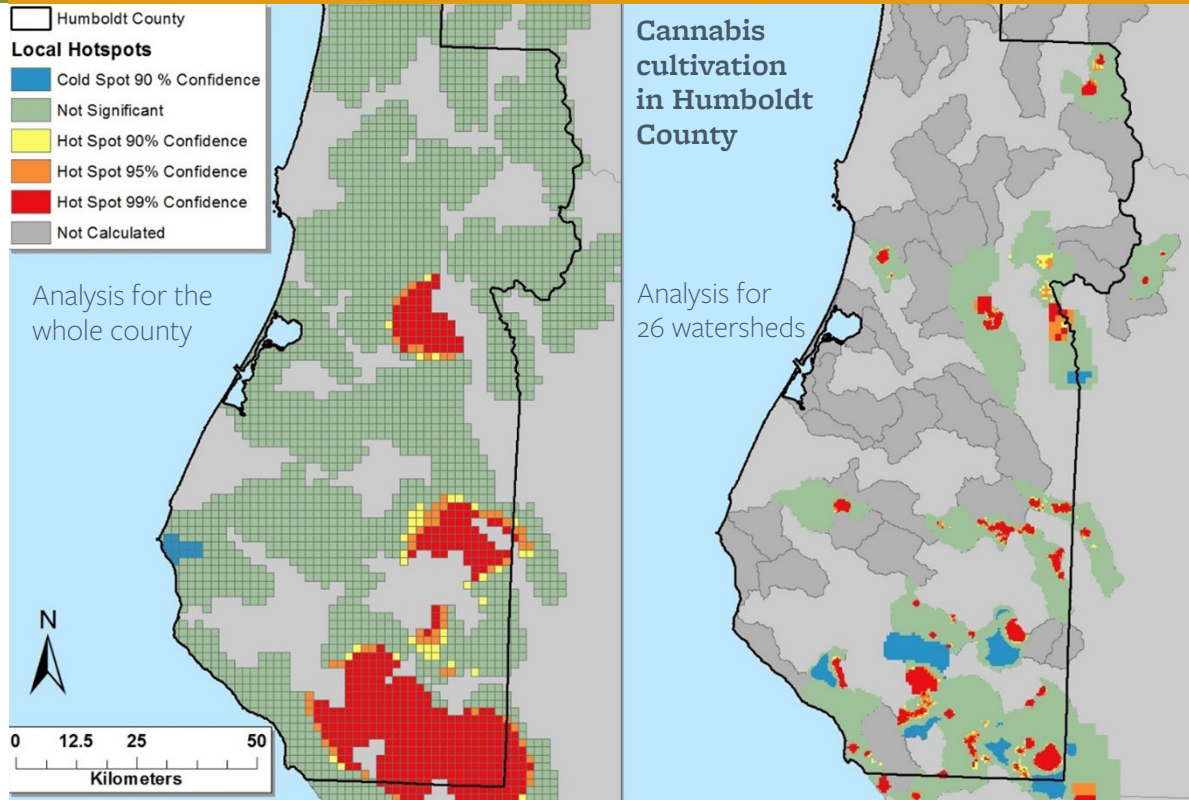 Humboldt County
Local Hotspots
Cold Spot 90 % Confidence
Not Significant
Hot Spot 90% Confidence
Hot Spot 95% Confidence
Hot Spot 99% Confidence
Not Calculated
Analysis for the
whole county
N
0 12.5 25 50
Kilometers
Cannabis
cultivation
in Humboldt
County
Analysis for
26 watersheds